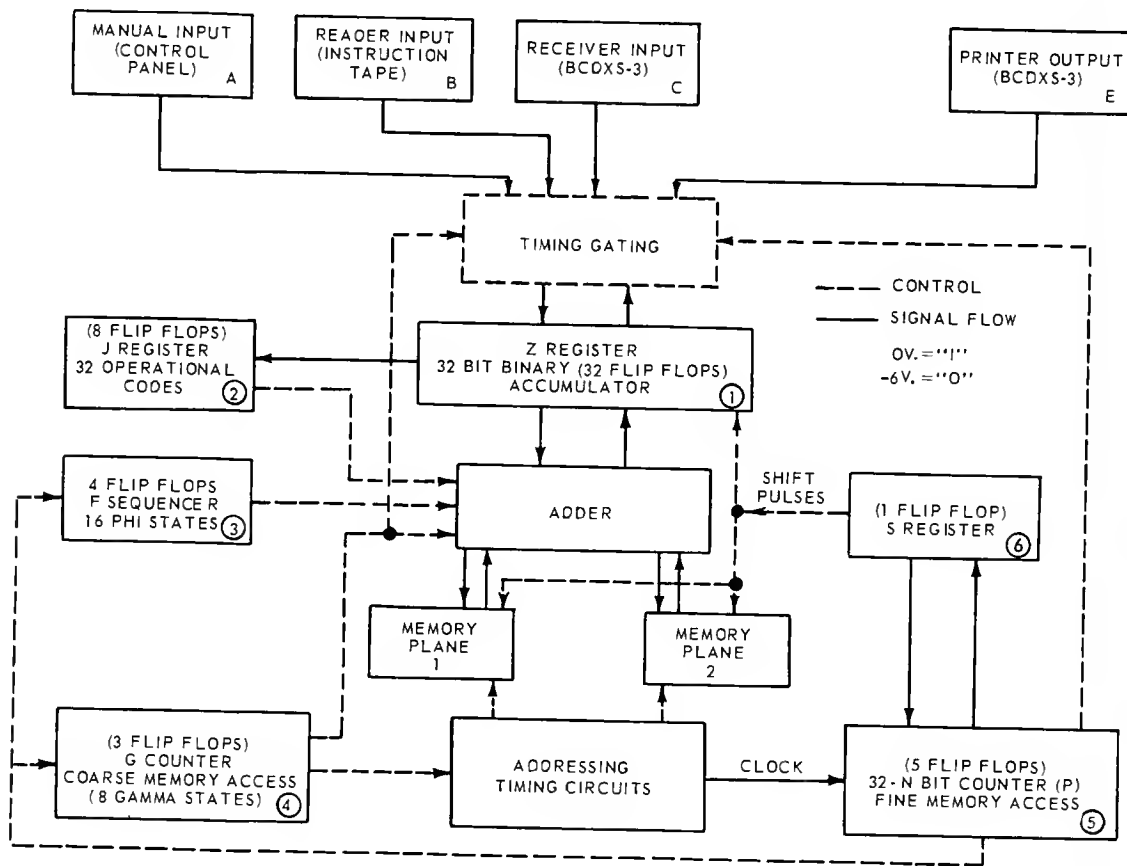 MANUAL INPUT
(CONTROL
PANEL)
A
READER INPUT
(INSTRUCTION
TAPE)
B
RECEIVER INPUT
(BCDXS-3)
C
PRINTER OUTPUT
(BCDXS-3)
E
TIMING GATING
CONTROL
SIGNAL FLOW
0V.="1"
-6V.="0"
(8 FLIP FLOPS)
J REGISTER
32 OPERATIONAL
CODES
2
Z REGISTER
32 BIT BINARY (32 FLIP FLOPS)
ACCUMULATOR
1
4 FLIP FLOPS
F SEQUENCER
16 PHI STATES
3
ADDER
SHIFT
PULSES
(1 FLIP FLOP)
S REGISTER
6
MEMORY
PLANE
1
MEMORY
PLANE
2
(3 FLIP FLOPS)
G COUNTER
COARSE MEMORY ACCESS
(8 GAMMA STATES)
4
ADDRESSING
TIMING CIRCUITS
CLOCK
(5 FLIP FLOPS)
32-N BIT COUNTER (P)
FINE MEMORY ACCESS
5